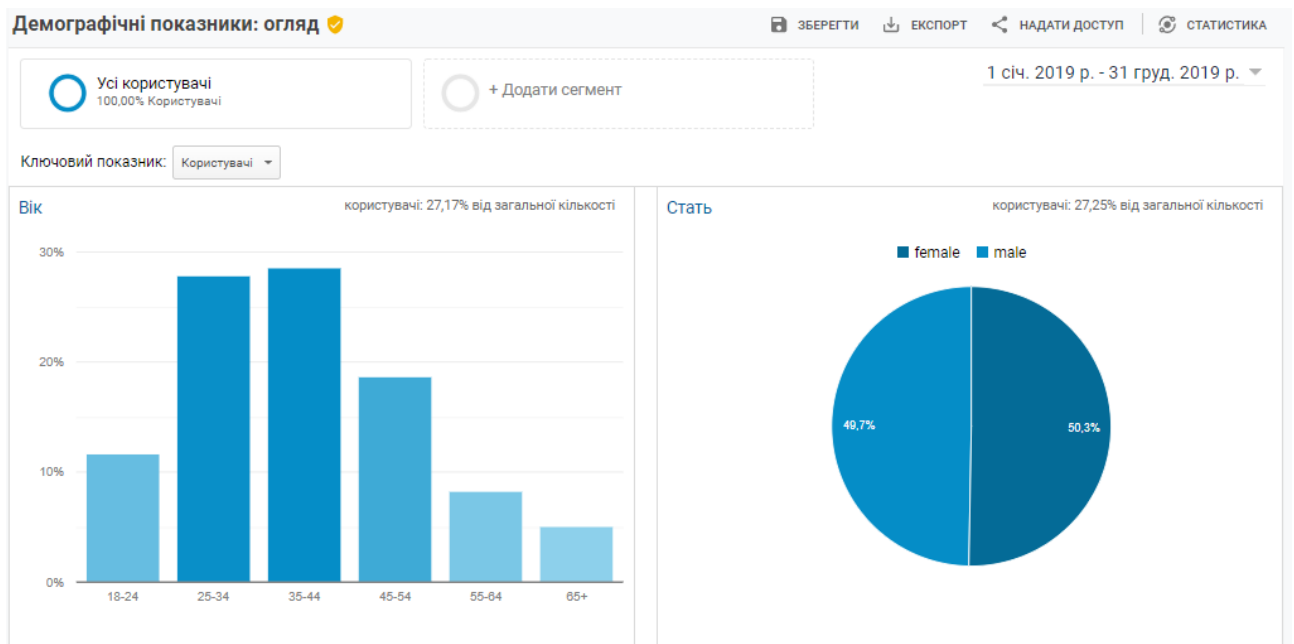 Демографічні показники: огляд
ЗБЕРЕГТИ
ЕКСПОРТ
НАДАТИ ДОСТУП
СТАТИСТИКА
Усі користувачі
100,00% Користувачі
+ Додати сегмент
1 січ. 2019 р. - 31 груд. 2019 р.
Ключовий показник: Користувачі
Вік
користувачі: 27,17% від загальної кількості
30%
20%
10%
0%
18-24 25-34 35-44 45-54 55-64 65+
Стать
користувачі: 27,25% від загальної кількості
female male
49,7%
50,3%